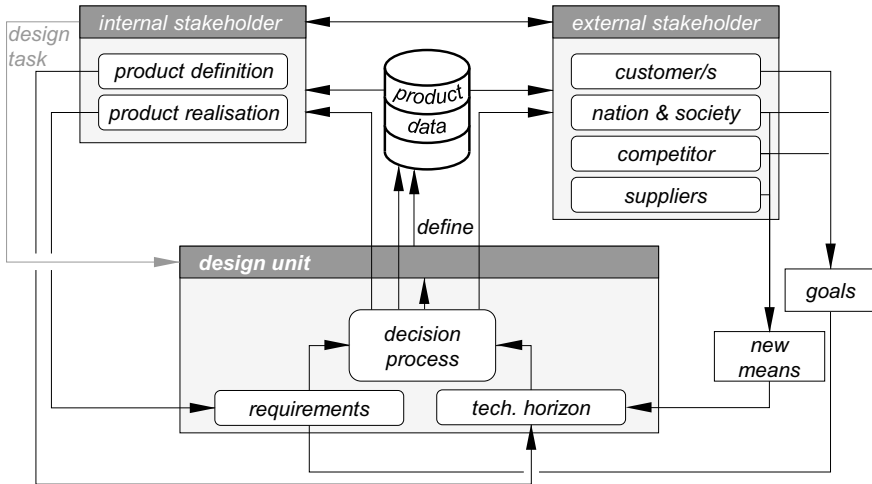 internal stakeholder
external stakeholder
design
task
product definition
product realisation
product
data
customer/s
nation & society
competitor
suppliers
define
design unit
decision
process
requirements
tech. horizon
goals
new
means